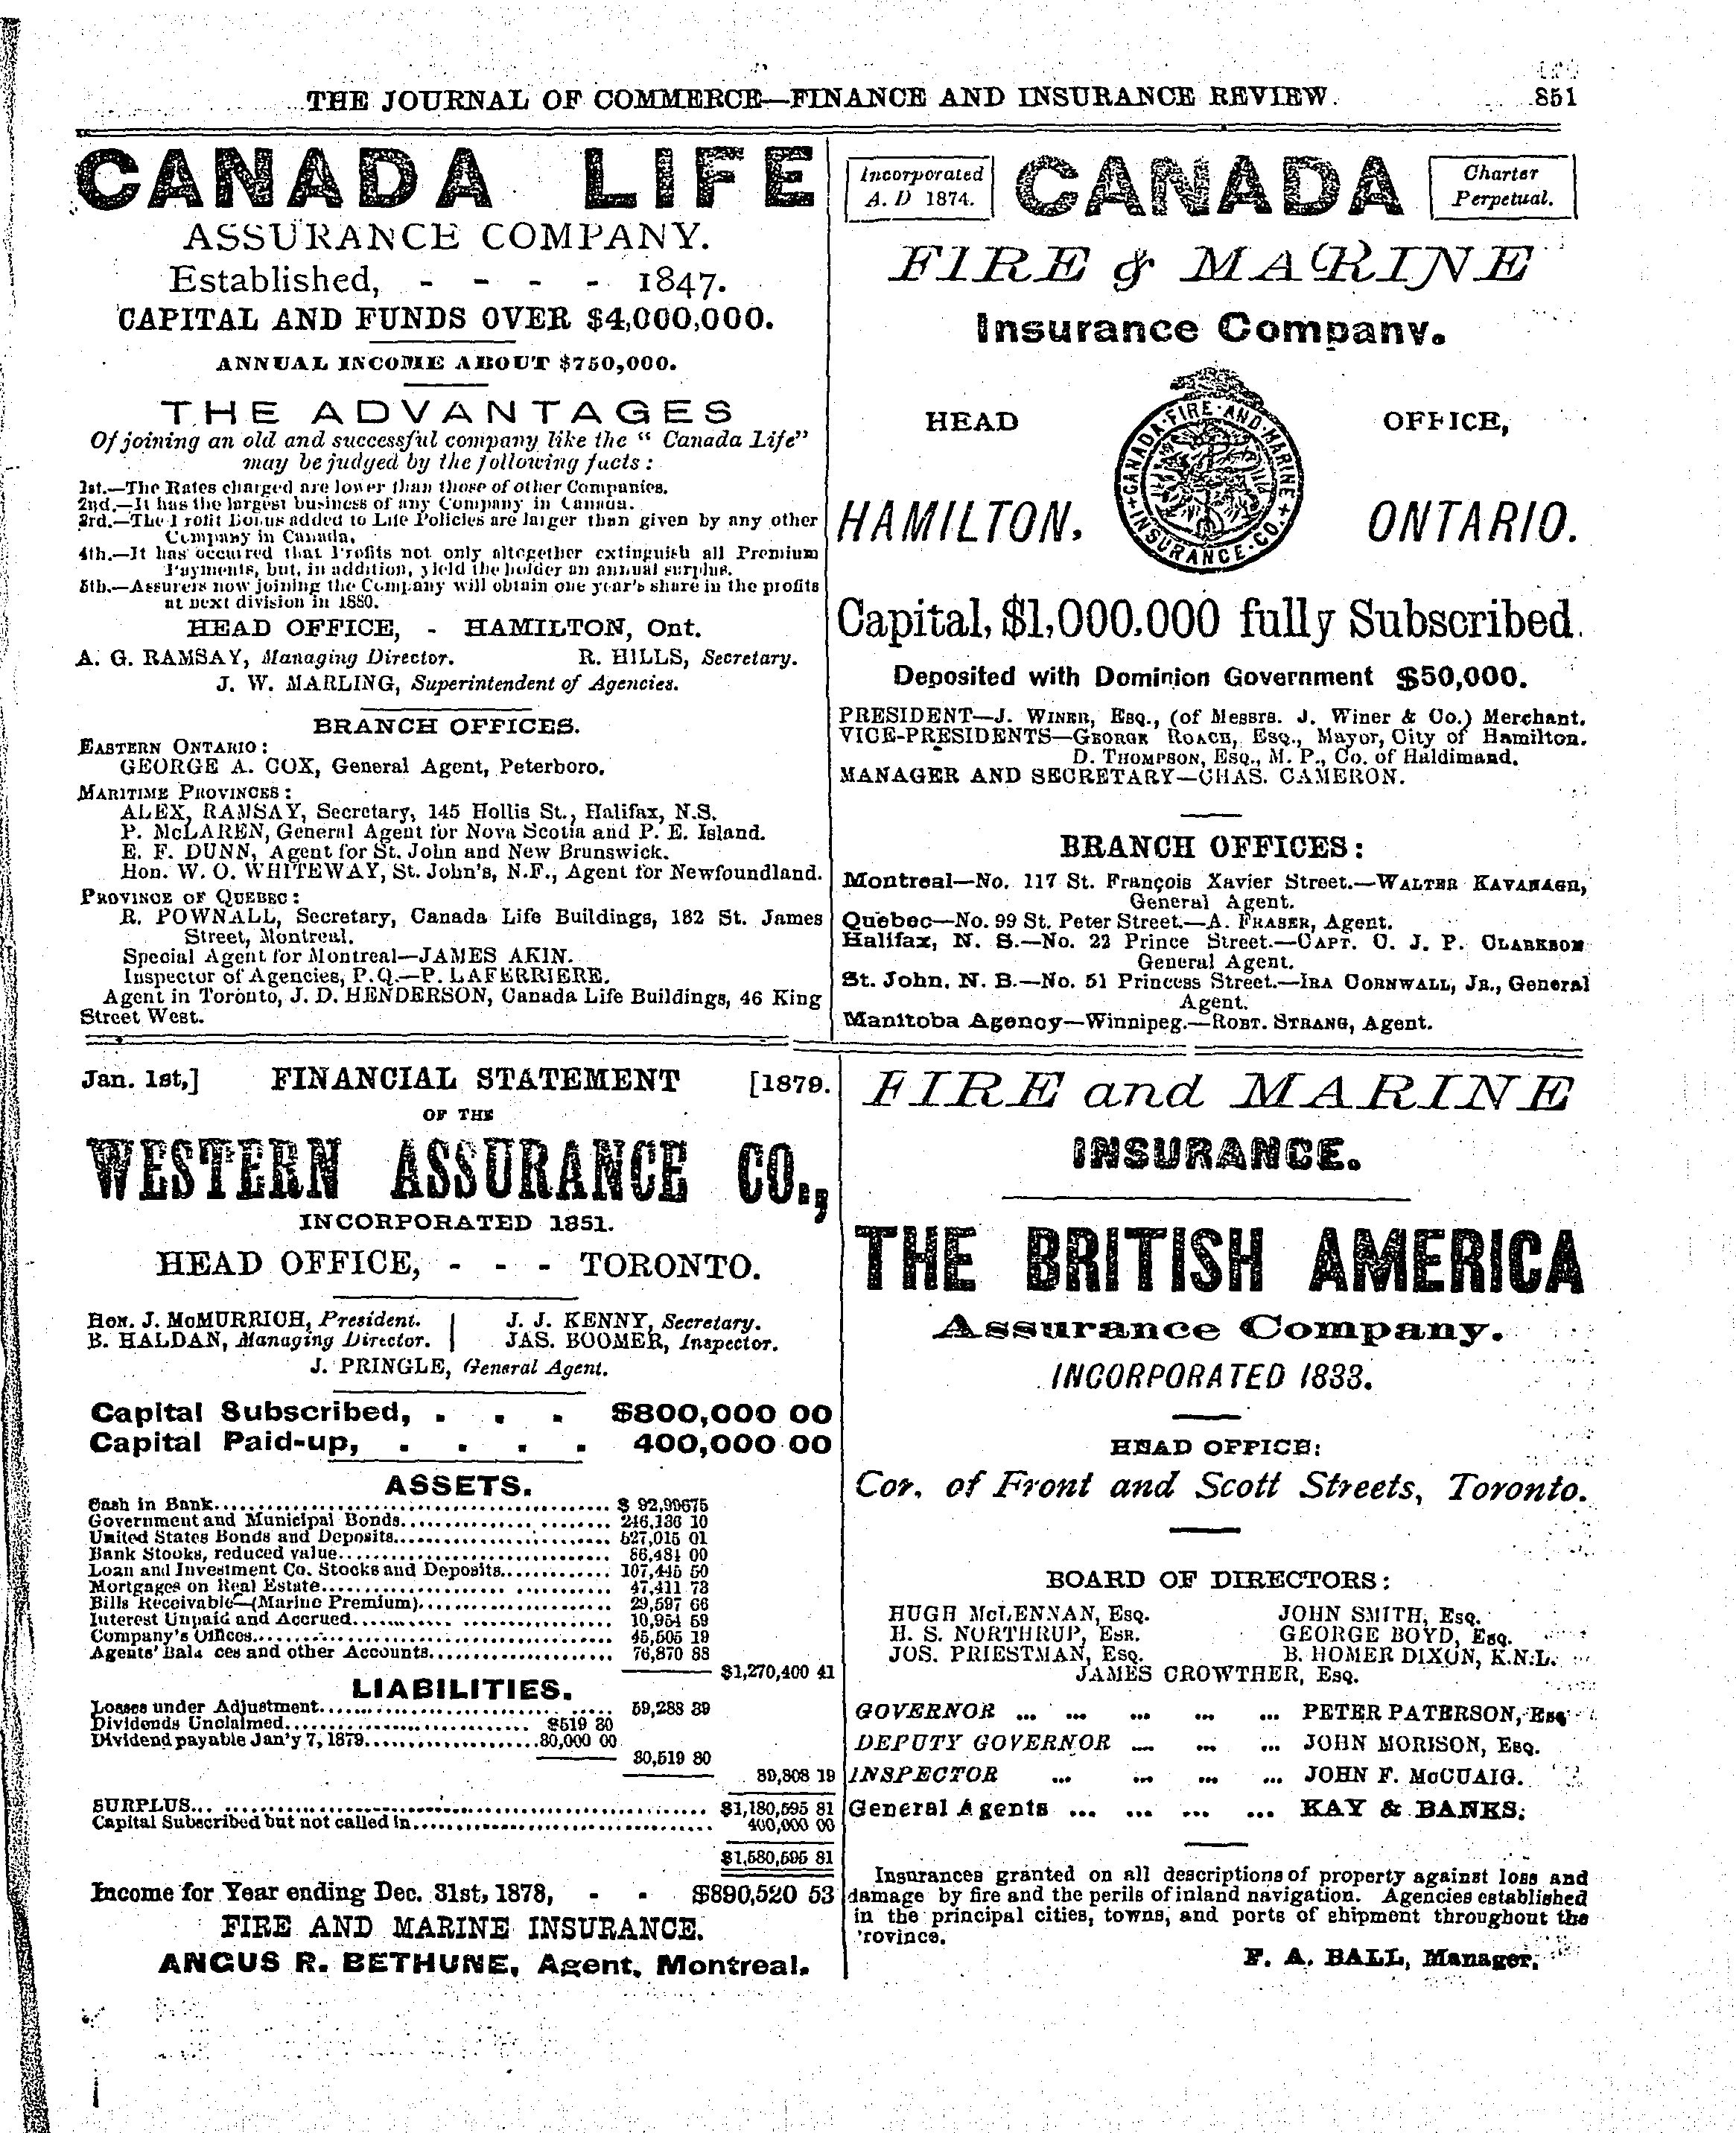 THE JOURNAL OF COMMERCE—FINANCE AND INSURANCE REVIEW. 851
CANADA LIFE
ASSURANCE COMPANY.
Established, - - - - 1847.
CAPITAL AND FUNDS OVER $4,000,000.
ANNUAL INCOME ABOUT $750,000.
THE ADVANTAGES
Of joining an old and successful company like the "Canada Life"
may be judged by the following facts:
1st.—The Rates charged are lower than those of other Companies.
2nd.—It has the largest business of any Company in Canada.
3rd.—The Profit Bonus added to Life Policies are larger than given by any other
Company in Canada.
4th.—It has occurred that Profits not only altogether extinguish all Premium
Payments, but, in addition, yield the holder an annual surplus.
5th.—Assurers now joining the Company will obtain one year's share in the profits
at next division in 1880.
HEAD OFFICE, - HAMILTON, Ont.
A. G. RAMSAY, Managing Director. R. HILLS, Secretary.
J. W. MARLING, Superintendent of Agencies.
BRANCH OFFICES.
EASTERN ONTARIO:
GEORGE A. COX, General Agent, Peterboro.
MARITIME PROVINCES:
ALEX, RAMSAY, Secretary, 145 Hollis St., Halifax, N.S.
P. McLAREN, General Agent for Nova Scotia and P. E. Island.
E. F. DUNN, Agent for St. John and New Brunswick.
Hon. W. O. WHITEWAY, St. John's, N.F., Agent for Newfoundland.
PROVINCE OF QUEBEC:
R. POWNALL, Secretary, Canada Life Buildings, 182 St. James
Street, Montreal.
Special Agent for Montreal—JAMES AKIN.
Inspector of Agencies, P.Q.—P. LAFERRIERE.
Agent in Toronto, J. D. HENDERSON, Canada Life Buildings, 46 King
Street West.
Incorporated
A. D 1874.
CANADA
Charter
Perpetual.
FIRE & MARINE
Insurance Company.
HEAD OFFICE,
CANADA FIRE AND MARINE INSURANCE CO.
HAMILTON, ONTARIO.
Capital, $1,000,000 fully Subscribed.
Deposited with Dominion Government $50,000.
PRESIDENT—J. WINER, ESQ., (of Messrs. J. Winer & Co.) Merchant.
VICE-PRESIDENTS—GEORGE ROACH, ESQ., Mayor, City of Hamilton.
D. THOMPSON, ESQ., M. P., Co. of Haldimand.
MANAGER AND SECRETARY—CHAS. CAMERON.
BRANCH OFFICES:
Montreal—No. 117 St. François Xavier Street.—WALTER KAVANAGH,
General Agent.
Quebec—No. 99 St. Peter Street.—A. FRASER, Agent.
Halifax, N. S.—No. 22 Prince Street.—CAPT. C. J. P. CLARKSON
General Agent.
St. John, N. B.—No. 51 Princess Street.—IRA CORNWALL, JR., General
Agent.
Manitoba Agency—Winnipeg.—ROBT. STRANG, Agent.
Jan. 1st,] FINANCIAL STATEMENT [1879.
OF THE
WESTERN ASSURANCE CO.,
INCORPORATED 1851.
HEAD OFFICE, - - - TORONTO.
HON. J. McMURRICH, President. J. J. KENNY, Secretary.
B. HALDAN, Managing Director. JAS. BOOMER, Inspector.
J. PRINGLE, General Agent.
Capital Subscribed, . . . $800,000 00
Capital Paid-up, . . . . 400,000 00
ASSETS.
Cash in Bank................ $ 92,99675
Government and Municipal Bonds................ 246,136 10
United States Bonds and Deposits................ 527,015 01
Bank Stocks, reduced value................ 86,484 00
Loan and Investment Co. Stocks and Deposits................ 107,445 50
Mortgages on Real Estate................ 47,411 73
Bills Receivable—(Marine Premium)................ 29,597 66
Interest Unpaid and Accrued................ 10,954 59
Company's Offices................ 45,505 19
Agents' Bala ces and other Accounts................ 76,870 88
$1,270,400 41
LIABILITIES.
Losses under Adjustment................ 59,288 39
Dividends Unclaimed................ $519 80
Dividend payable Jan'y 7, 1879................ 80,000 00
80,519 80
89,808 19
SURPLUS................ $1,180,595 81
Capital Subscribed but not called in................ 400,000 00
$1,580,595 81
Income for Year ending Dec. 31st, 1878, - - $890,520 53
FIRE AND MARINE INSURANCE.
ANGUS R. BETHUNE, Agent, Montreal.
FIRE and MARINE
INSURANCE.
THE BRITISH AMERICA
Assurance Company.
INCORPORATED 1833.
HEAD OFFICE:
Cor. of Front and Scott Streets, Toronto.
BOARD OF DIRECTORS:
HUGH McLENNAN, ESQ. JOHN SMITH, ESQ.
H. S. NORTHRUP, ESR. GEORGE BOYD, ESQ.
JOS. PRIESTMAN, ESQ. B. HOMER DIXON, K.N.L.
JAMES CROWTHER, ESQ.
GOVERNOR ... ... ... ... ... PETER PATERSON, ESQ
DEPUTY GOVERNOR ... ... ... JOHN MORISON, ESQ.
INSPECTOR ... ... ... ... JOHN F. McCUAIG.
General Agents ... ... ... ... KAY & BANKS.
Insurances granted on all descriptions of property against loss and
damage by fire and the perils of inland navigation. Agencies established
in the principal cities, towns, and ports of shipment throughout the
'rovince.
F. A. BALL, Manager.